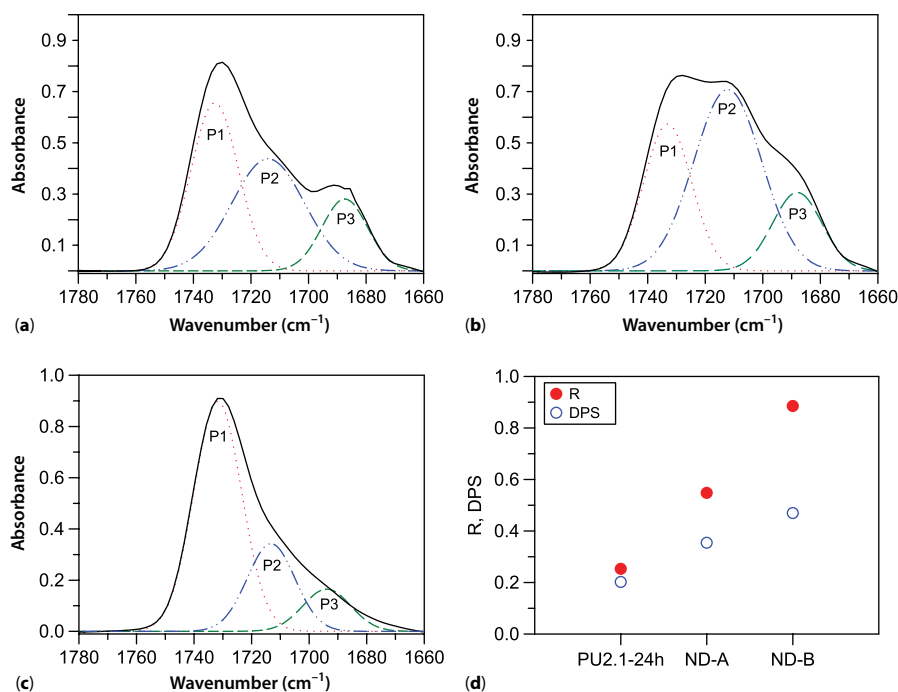 0.9
0.7
0.5
0.3
0.1
Absorbance
P1
P2
P3
1780 1760 1740 1720 1700 1680 1660
(a) Wavenumber (cm⁻¹)
0.9
0.7
0.5
0.3
0.1
Absorbance
P1
P2
P3
1780 1760 1740 1720 1700 1680 1660
(b) Wavenumber (cm⁻¹)
1.0
0.8
0.6
0.4
0.2
0.0
Absorbance
P1
P2
P3
1780 1760 1740 1720 1700 1680 1660
(c) Wavenumber (cm⁻¹)
1.0
0.8
0.6
0.4
0.2
0.0
R, DPS
R
DPS
PU2.1-24h ND-A ND-B
(d)